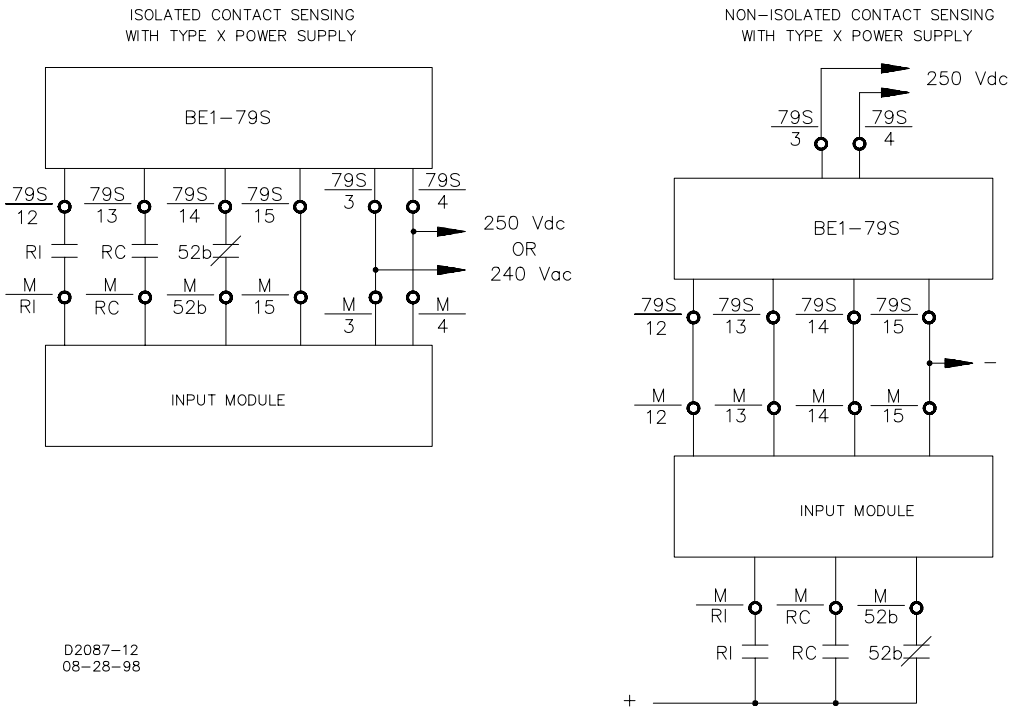 ISOLATED CONTACT SENSING
WITH TYPE X POWER SUPPLY
BE1-79S
79S
12
79S
13
79S
14
79S
15
79S
3
79S
4
RI
RC
52b
250 Vdc
OR
240 Vac
M
RI
M
RC
M
52b
M
15
M
3
M
4
INPUT MODULE
D2087-12
08-28-98
NON-ISOLATED CONTACT SENSING
WITH TYPE X POWER SUPPLY
250 Vdc
79S
3
79S
4
BE1-79S
79S
12
79S
13
79S
14
79S
15
-
M
12
M
13
M
14
M
15
INPUT MODULE
M
RI
M
RC
M
52b
RI
RC
52b
+